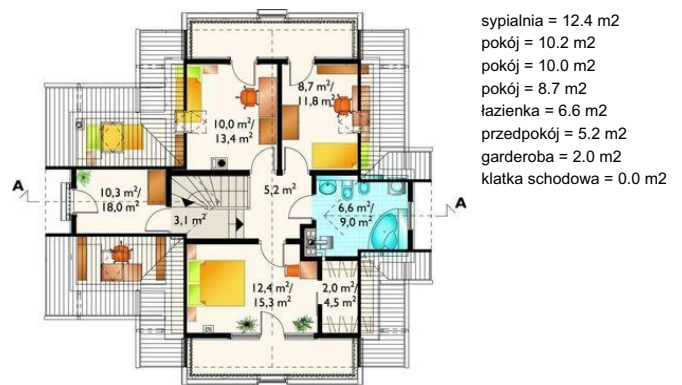 sypialnia = 12.4 m2
pokój = 10.2 m2
pokój = 10.0 m2
pokój = 8.7 m2
łazienka = 6.6 m2
przedpokój = 5.2 m2
garderoba = 2.0 m2
klatka schodowa = 0.0 m2
8,7 m²/
11,8 m²
10,0 m²/
13,4 m²
A
10,3 m²/
18,0 m²
5,2 m²
3,1 m²
6,6 m²/
9,0 m²
A
12,4 m²/
15,3 m²
2,0 m²/
4,5 m²